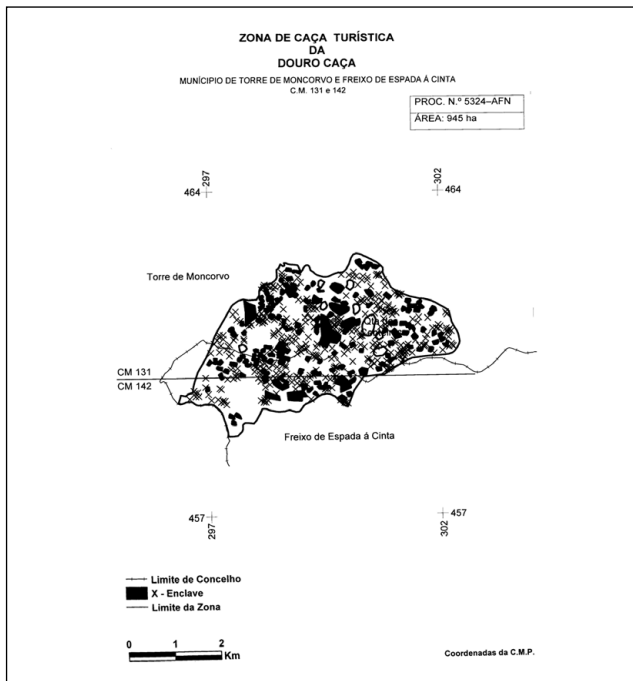 ZONA DE CAÇA TURÍSTICA
DA
DOURO CAÇA
MUNÍCIPIO DE TORRE DE MONCORVO E FREIXO DE ESPADA Á CINTA
C.M. 131 e 142
PROC. N.º 5324–AFN
ÁREA: 945 ha
297
302
464
464
Torre de Moncorvo
Qtª
CM 131
CM 142
Freixo de Espada á Cinta
457
297
302
Limite de Concelho
X - Enclave
Limite da Zona
0 1 2
Km
Coordenadas da C.M.P.